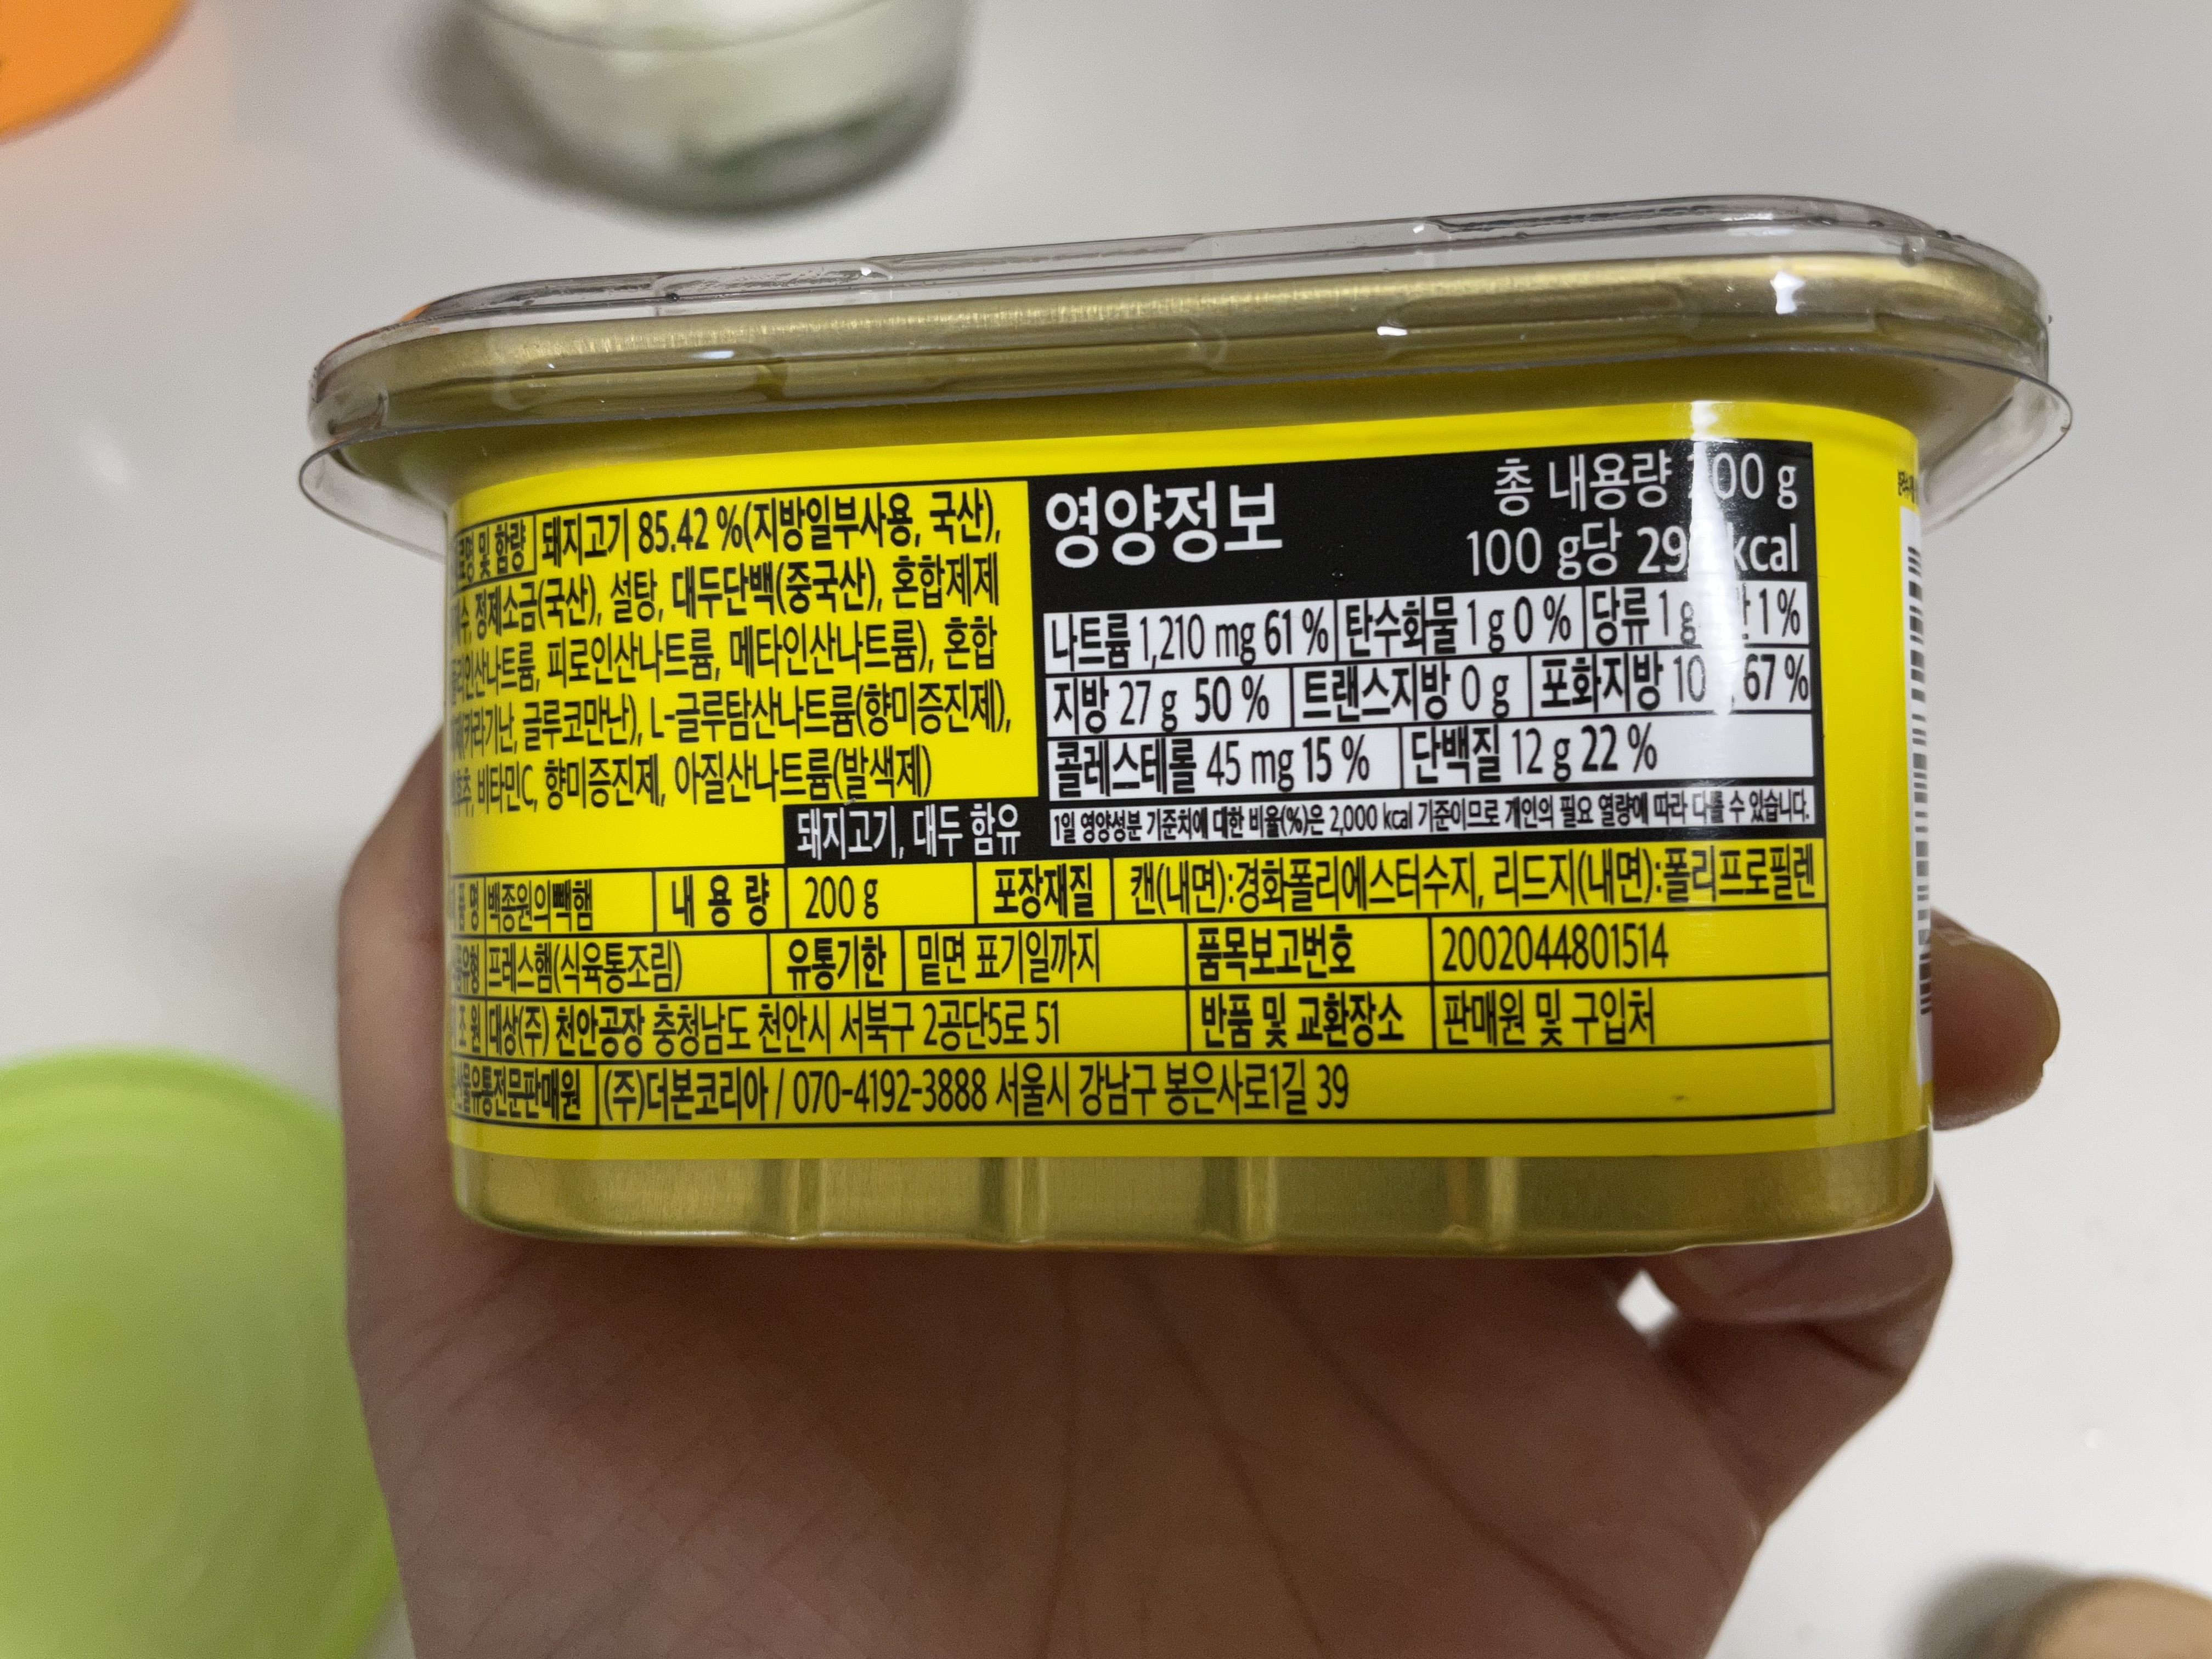 및 함량 돼지고기 85.42 %(지방일부사용, 국산),
정제소금(국산), 설탕, 대두단백(중국산), 혼합제제
피로인산나트륨, 메타인산나트륨), 혼합
글루코만난), L-글루탐산나트륨(향미증진제),
비타민C, 향미증진제, 아질산나트륨(발색제)
돼지고기, 대두 함유
영양정보
총 내용량 200 g
100 g당 kcal
나트륨 1,210 mg 61 % 탄수화물 1 g 0 % 당류 1 g 1 %
지방 27 g 50 % 트랜스지방 0 g 포화지방 10 67 %
콜레스테롤 45 mg 15 % 단백질 12 g 22 %
1일 영양성분 기준치에 대한 비율(%)은 2,000 kcal 기준이므로 개인의 필요 열량에 따라 다를 수 있습니다.
백종원의빽햄 내 용 량 200 g 포장재질 캔(내면):경화폴리에스터수지, 리드지(내면):폴리프로필렌
프레스햄(식육통조림) 유통기한 밑면 표기일까지 품목보고번호 2002044801514
대상(주) 천안공장 충청남도 천안시 서북구 2공단5로 51 반품 및 교환장소 판매원 및 구입처
(주)더본코리아 / 070-4192-3888 서울시 강남구 봉은사로1길 39